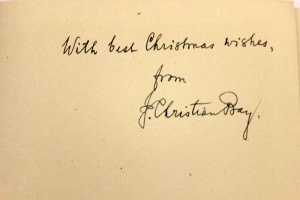 With best Christmas wishes,
from
J. Christian Bay.